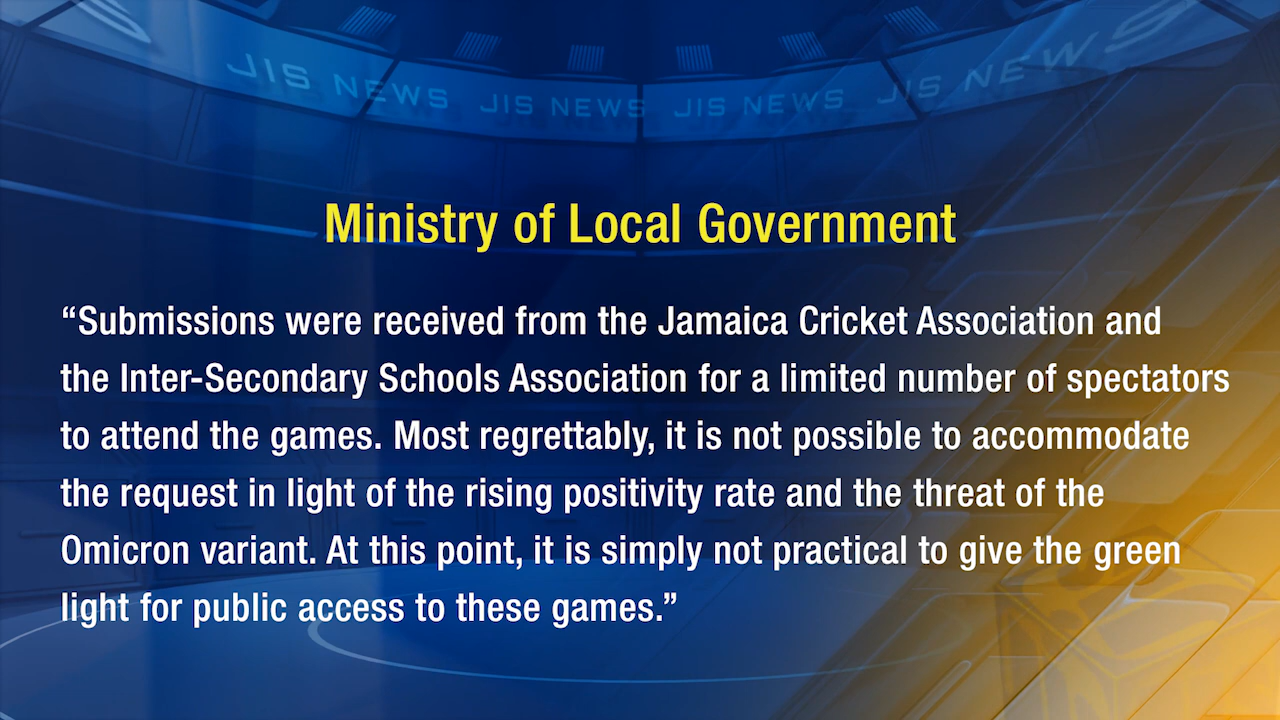 JIS NEWS JIS NEWS JIS NEWS JIS NEWS
Ministry of Local Government
“Submissions were received from the Jamaica Cricket Association and
the Inter-Secondary Schools Association for a limited number of spectators
to attend the games. Most regrettably, it is not possible to accommodate
the request in light of the rising positivity rate and the threat of the
Omicron variant. At this point, it is simply not practical to give the green
light for public access to these games.”